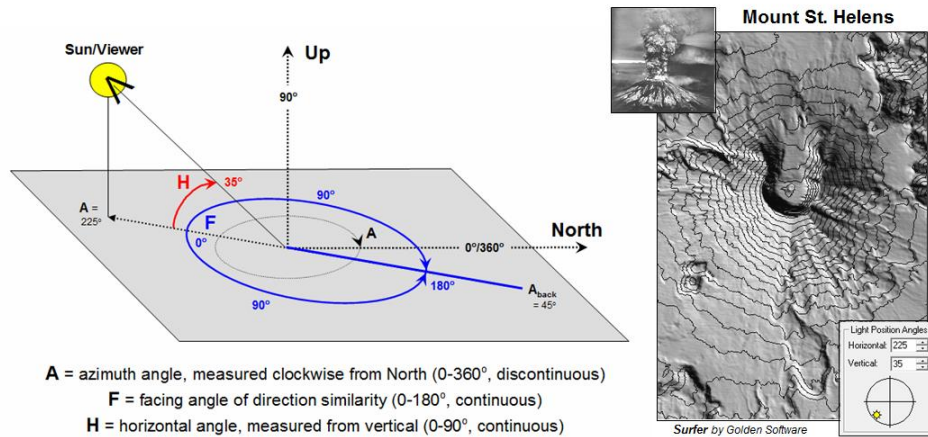 Sun/Viewer
Up
90°
H
35°
90°
A =
225°
F
0°
A
North
0°/360°
180°
90°
Aback
= 45°
A = azimuth angle, measured clockwise from North (0-360°, discontinuous)
F = facing angle of direction similarity (0-180°, continuous)
H = horizontal angle, measured from vertical (0-90°, continuous)
Mount St. Helens
Light Position Angles
Horizontal: 225
Vertical: 35
Surfer by Golden Software